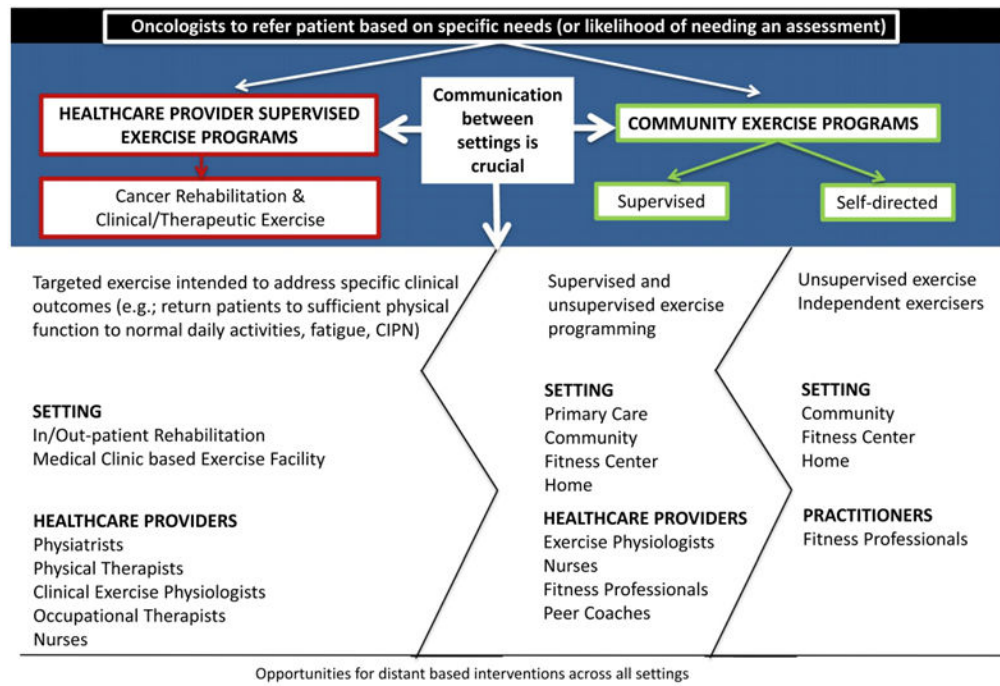 Oncologists to refer patient based on specific needs (or likelihood of needing an assessment)
HEALTHCARE PROVIDER SUPERVISED
EXERCISE PROGRAMS
Communication
between
settings is
crucial
COMMUNITY EXERCISE PROGRAMS
Cancer Rehabilitation &
Clinical/Therapeutic Exercise
Supervised
Self-directed
Targeted exercise intended to address specific clinical
outcomes (e.g.; return patients to sufficient physical
function to normal daily activities, fatigue, CIPN)
SETTING
In/Out-patient Rehabilitation
Medical Clinic based Exercise Facility
HEALTHCARE PROVIDERS
Physiatrists
Physical Therapists
Clinical Exercise Physiologists
Occupational Therapists
Nurses
Supervised and
unsupervised exercise
programming
SETTING
Primary Care
Community
Fitness Center
Home
HEALTHCARE PROVIDERS
Exercise Physiologists
Nurses
Fitness Professionals
Peer Coaches
Unsupervised exercise
Independent exercisers
SETTING
Community
Fitness Center
Home
PRACTITIONERS
Fitness Professionals
Opportunities for distant based interventions across all settings